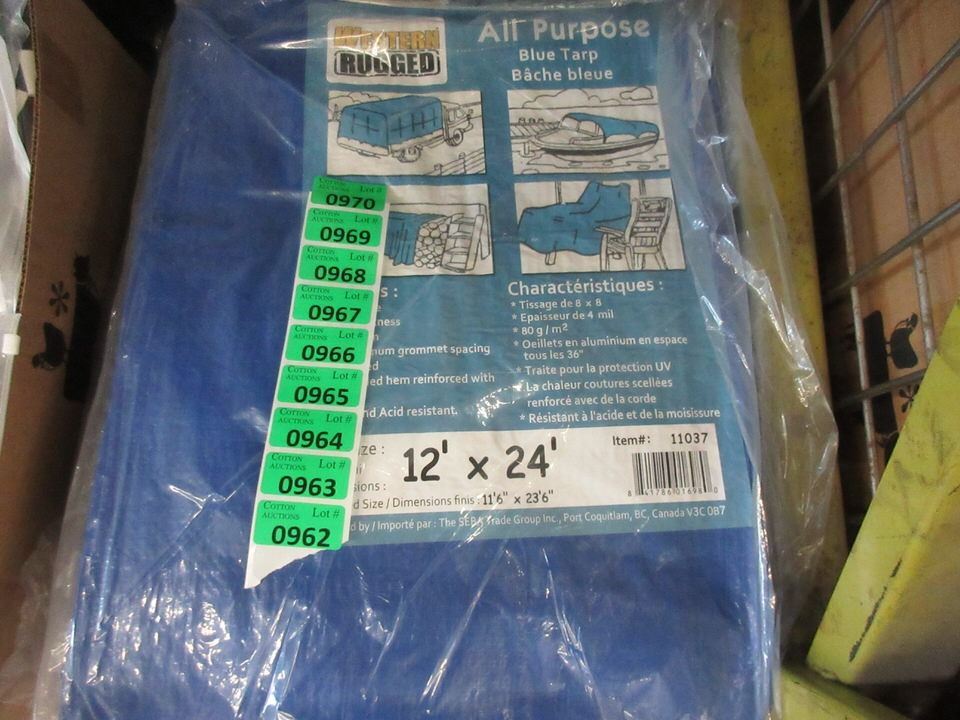 WESTERN
RUGGED
All Purpose
Blue Tarp
Bâche bleue
COTTON AUCTIONS Lot #
0970
COTTON AUCTIONS Lot #
0969
COTTON AUCTIONS Lot #
0968
COTTON AUCTIONS Lot #
0967
COTTON AUCTIONS Lot #
0966
COTTON AUCTIONS Lot #
0965
COTTON AUCTIONS Lot #
0964
COTTON AUCTIONS Lot #
0963
COTTON AUCTIONS Lot #
0962
s :
ness
num grommet spacing
ed
ed hem reinforced with
nd Acid resistant.
Charactéristiques :
* Tissage de 8 x 8
* Epaisseur de 4 mil
* 80 g / m²
* Oeillets en aluminium en espace
tous les 36"
* Traite pour la protection UV
* La chaleur coutures scellées
renforcé avec de la corde
* Résistant à l'acide et de la moisissure
ize :
12' x 24'
Item#: 11037
sions :
d Size / Dimensions finis : 11'6" x 23'6"
8 41786 01698 0
d by / Importé par : The SEBA Trade Group Inc., Port Coquitlam, BC, Canada V3C 0B7